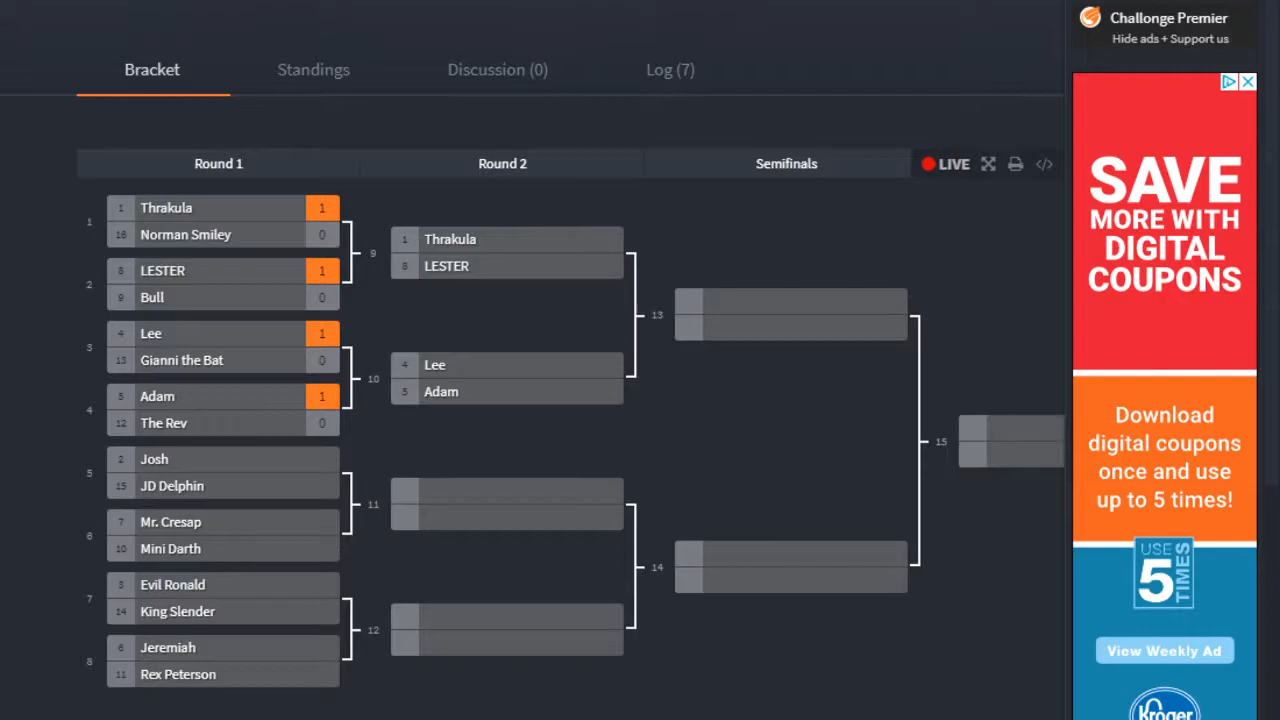 Challonge Premier
Hide ads + Support us
Bracket
Standings
Discussion (0)
Log (7)
Round 1
Round 2
Semifinals
LIVE
1
1 Thrakula 1
16 Norman Smiley 0
2
8 LESTER 1
9 Bull 0
3
4 Lee 1
13 Gianni the Bat 0
4
5 Adam 1
12 The Rev 0
5
2 Josh
15 JD Delphin
6
7 Mr. Cresap
10 Mini Darth
7
3 Evil Ronald
14 King Slender
8
6 Jeremiah
11 Rex Peterson
9
1 Thrakula
8 LESTER
10
4 Lee
5 Adam
11
12
13
14
15
SAVE
MORE WITH
DIGITAL
COUPONS
Download
digital coupons
once and use
up to 5 times!
USE
5
TIMES
View Weekly Ad
Kroger